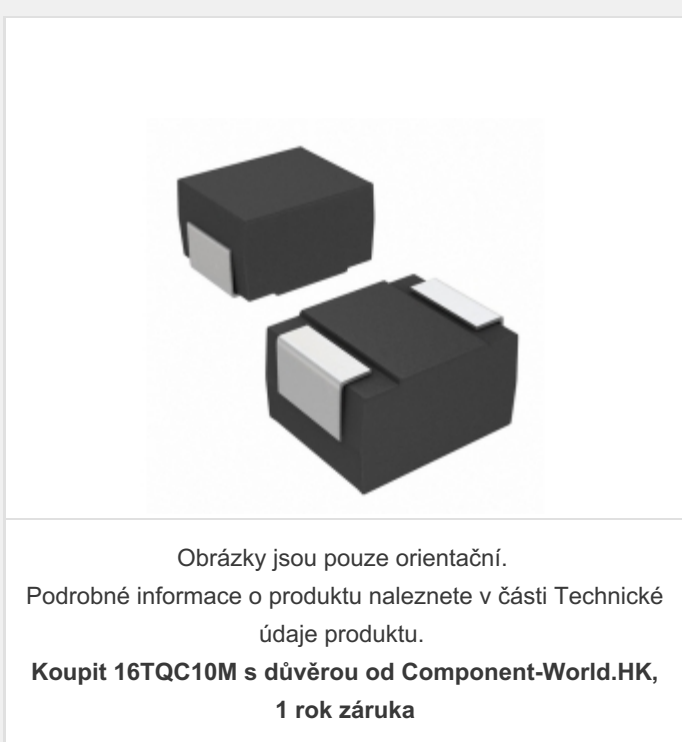 Obrázky jsou pouze orientační.
Podrobné informace o produktu naleznete v části Technické
údaje produktu.
Koupit 16TQC10M s důvěrou od Component-World.HK,
1 rok záruka